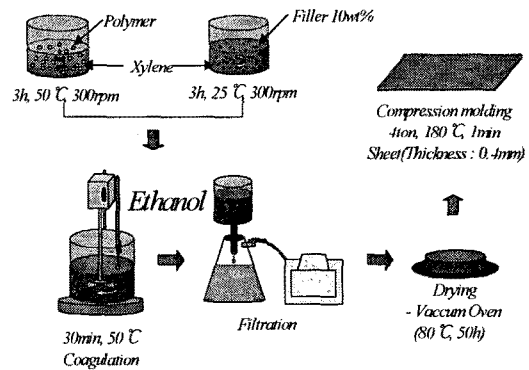 Polymer
Filler 10wt%
Xylene
3h, 50 ℃, 300rpm
3h, 25 ℃, 300rpm
Compression molding
4ton, 180 ℃, 1min
Sheet(Thickness : 0.4mm)
Ethanol
30min, 50 ℃
Coagulation
Filtration
Drying
- Vaccum Oven
(80 ℃, 50h)